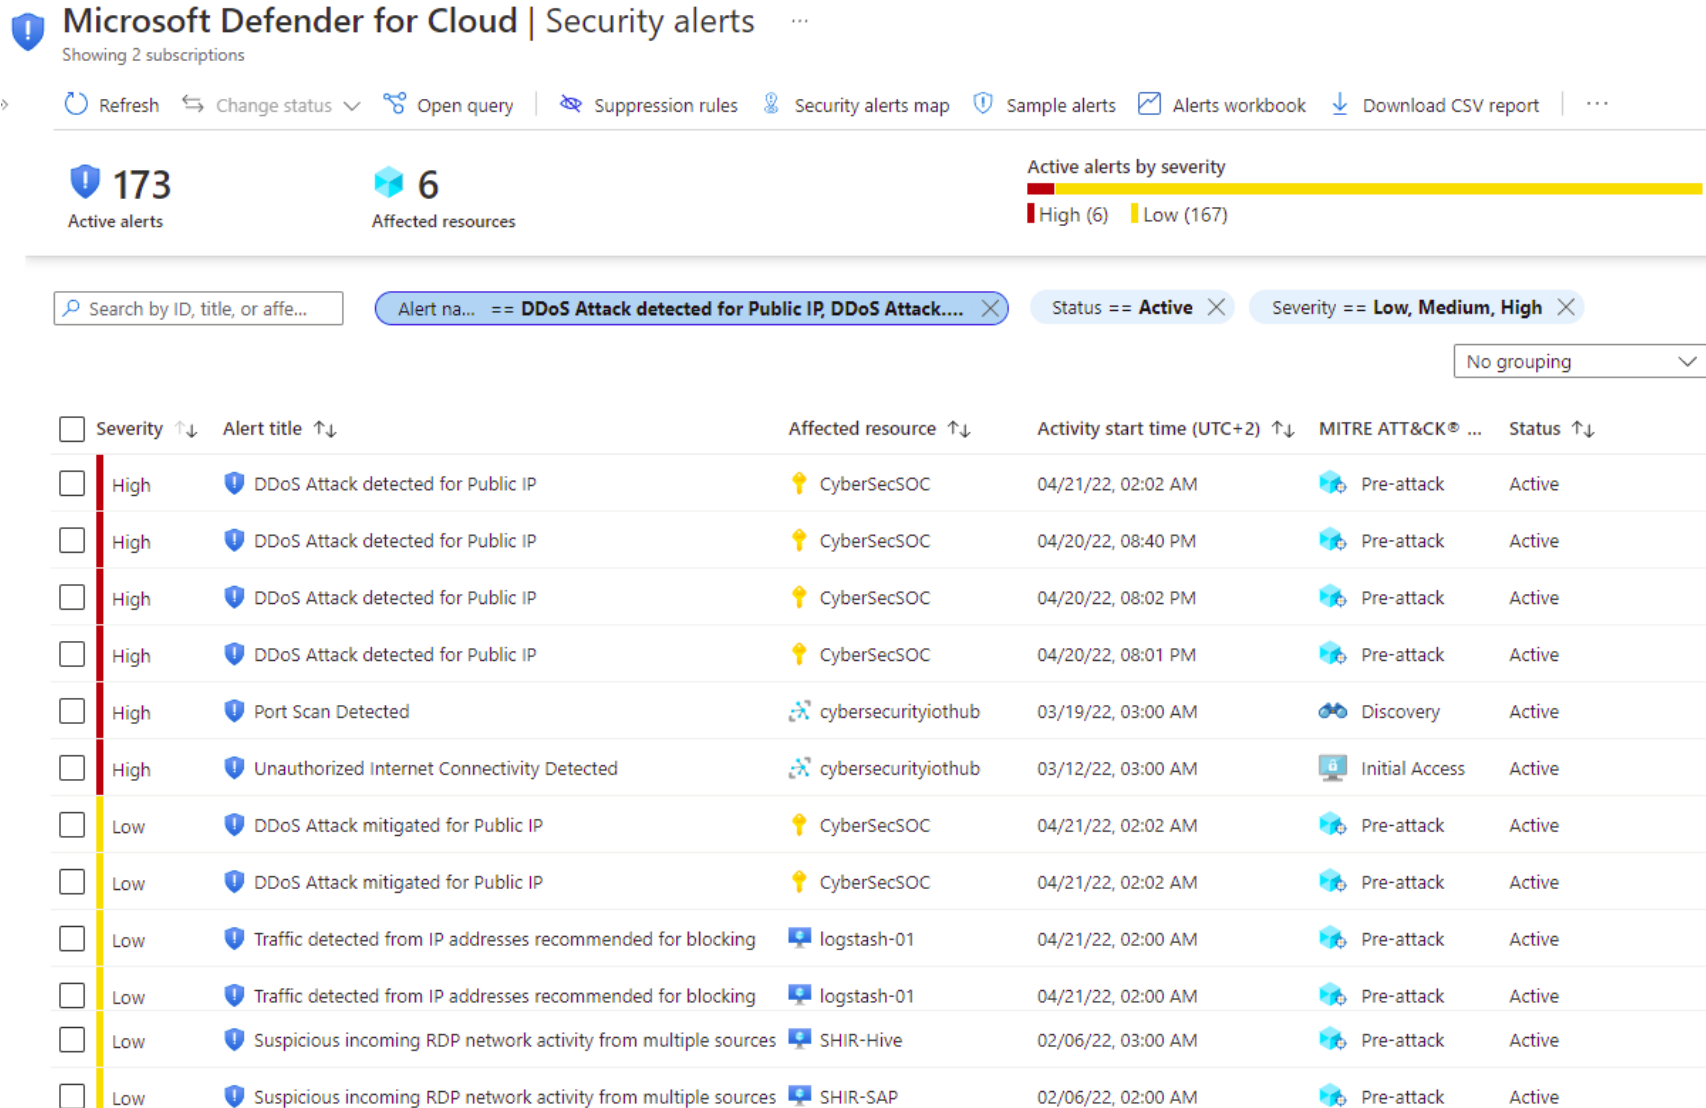 Microsoft Defender for Cloud | Security alerts ...
Showing 2 subscriptions
Refresh Change status Open query Suppression rules Security alerts map Sample alerts Alerts workbook Download CSV report ...
173 6 Active alerts by severity
Active alerts Affected resources High (6) Low (167)
Search by ID, title, or affe... Alert na... == DDoS Attack detected for Public IP, DDoS Attack.... Status == Active Severity == Low, Medium, High
No grouping
Severity Alert title Affected resource Activity start time (UTC+2) MITRE ATT&CK® ... Status
High DDoS Attack detected for Public IP CyberSecSOC 04/21/22, 02:02 AM Pre-attack Active
High DDoS Attack detected for Public IP CyberSecSOC 04/20/22, 08:40 PM Pre-attack Active
High DDoS Attack detected for Public IP CyberSecSOC 04/20/22, 08:02 PM Pre-attack Active
High DDoS Attack detected for Public IP CyberSecSOC 04/20/22, 08:01 PM Pre-attack Active
High Port Scan Detected cybersecurityiothub 03/19/22, 03:00 AM Discovery Active
High Unauthorized Internet Connectivity Detected cybersecurityiothub 03/12/22, 03:00 AM Initial Access Active
Low DDoS Attack mitigated for Public IP CyberSecSOC 04/21/22, 02:02 AM Pre-attack Active
Low DDoS Attack mitigated for Public IP CyberSecSOC 04/21/22, 02:02 AM Pre-attack Active
Low Traffic detected from IP addresses recommended for blocking logstash-01 04/21/22, 02:00 AM Pre-attack Active
Low Traffic detected from IP addresses recommended for blocking logstash-01 04/21/22, 02:00 AM Pre-attack Active
Low Suspicious incoming RDP network activity from multiple sources SHIR-Hive 02/06/22, 03:00 AM Pre-attack Active
Low Suspicious incoming RDP network activity from multiple sources SHIR-SAP 02/06/22, 02:00 AM Pre-attack Active